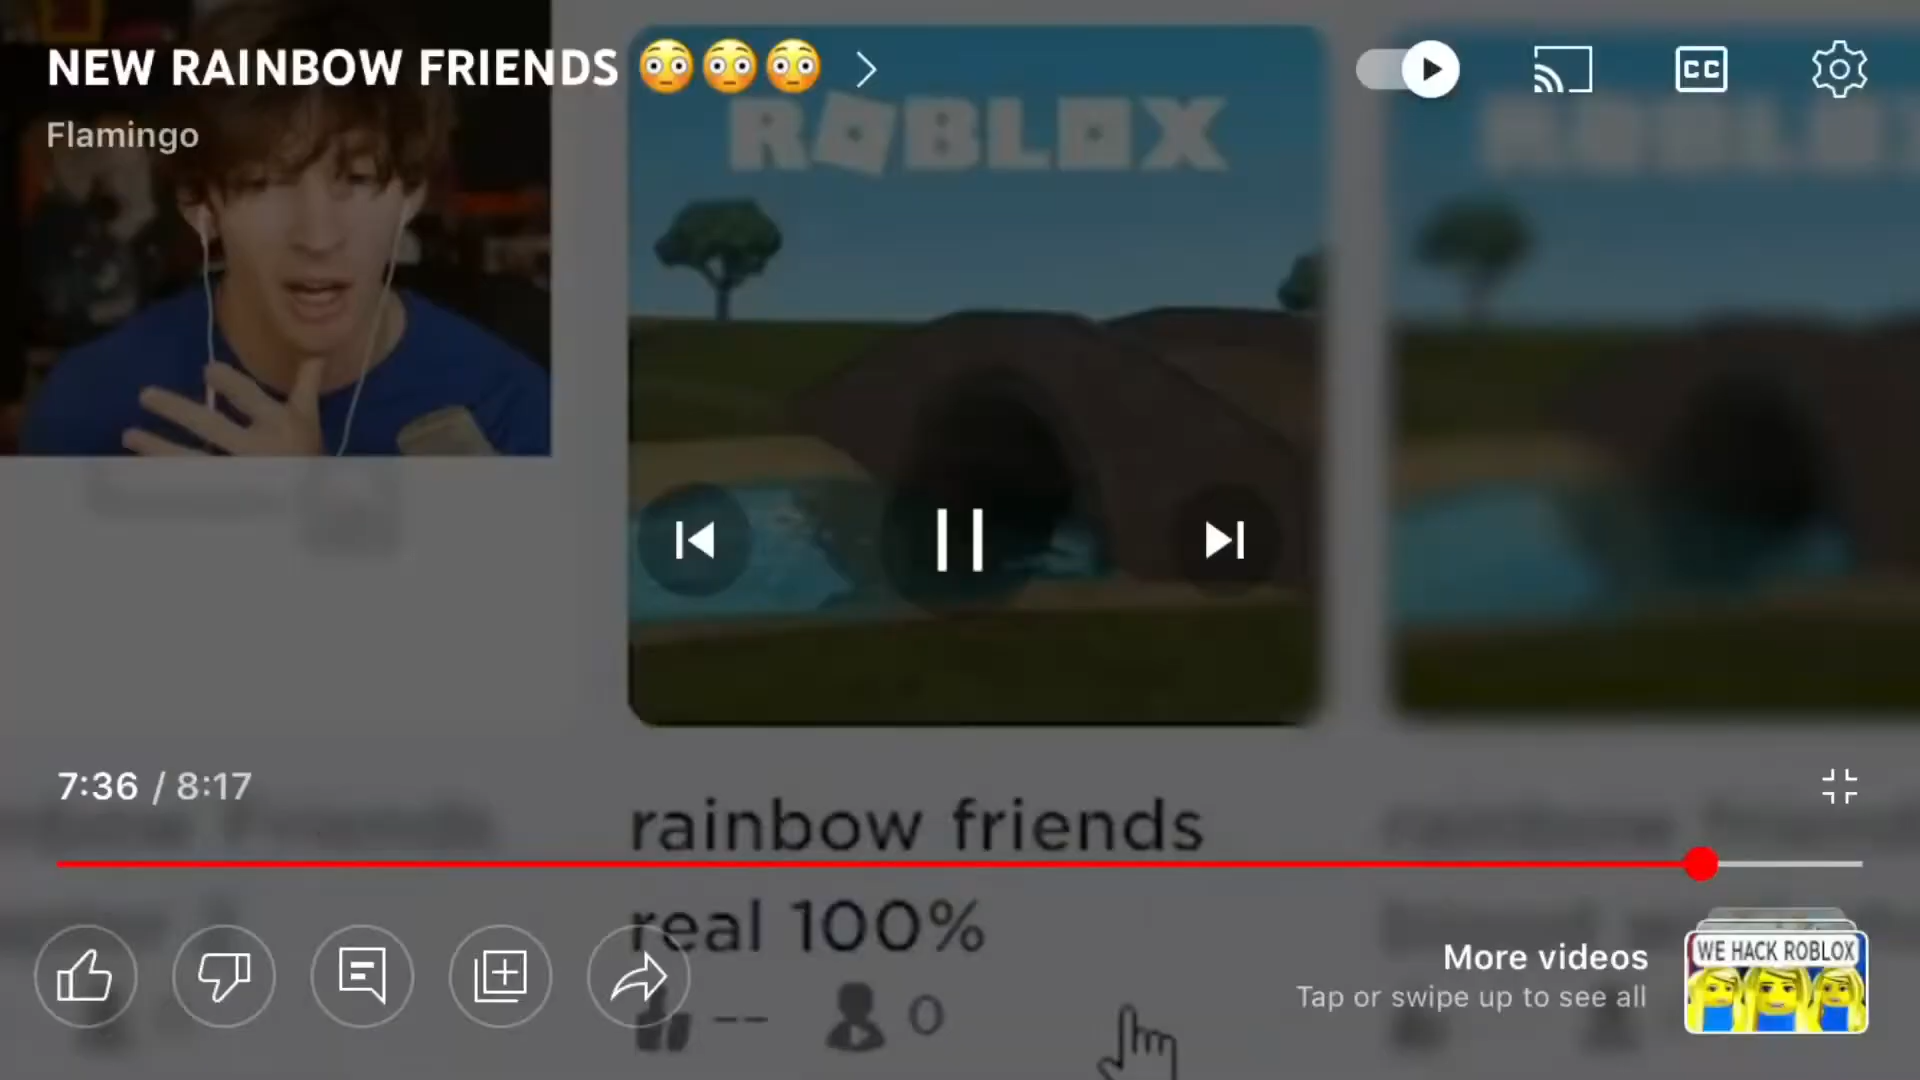 NEW RAINBOW FRIENDS 😳😳😳
Flamingo
CC
ROBLOX
7:36 / 8:17
rainbow friends
real 100%
-- 0
More videos
Tap or swipe up to see all
WE HACK ROBLOX